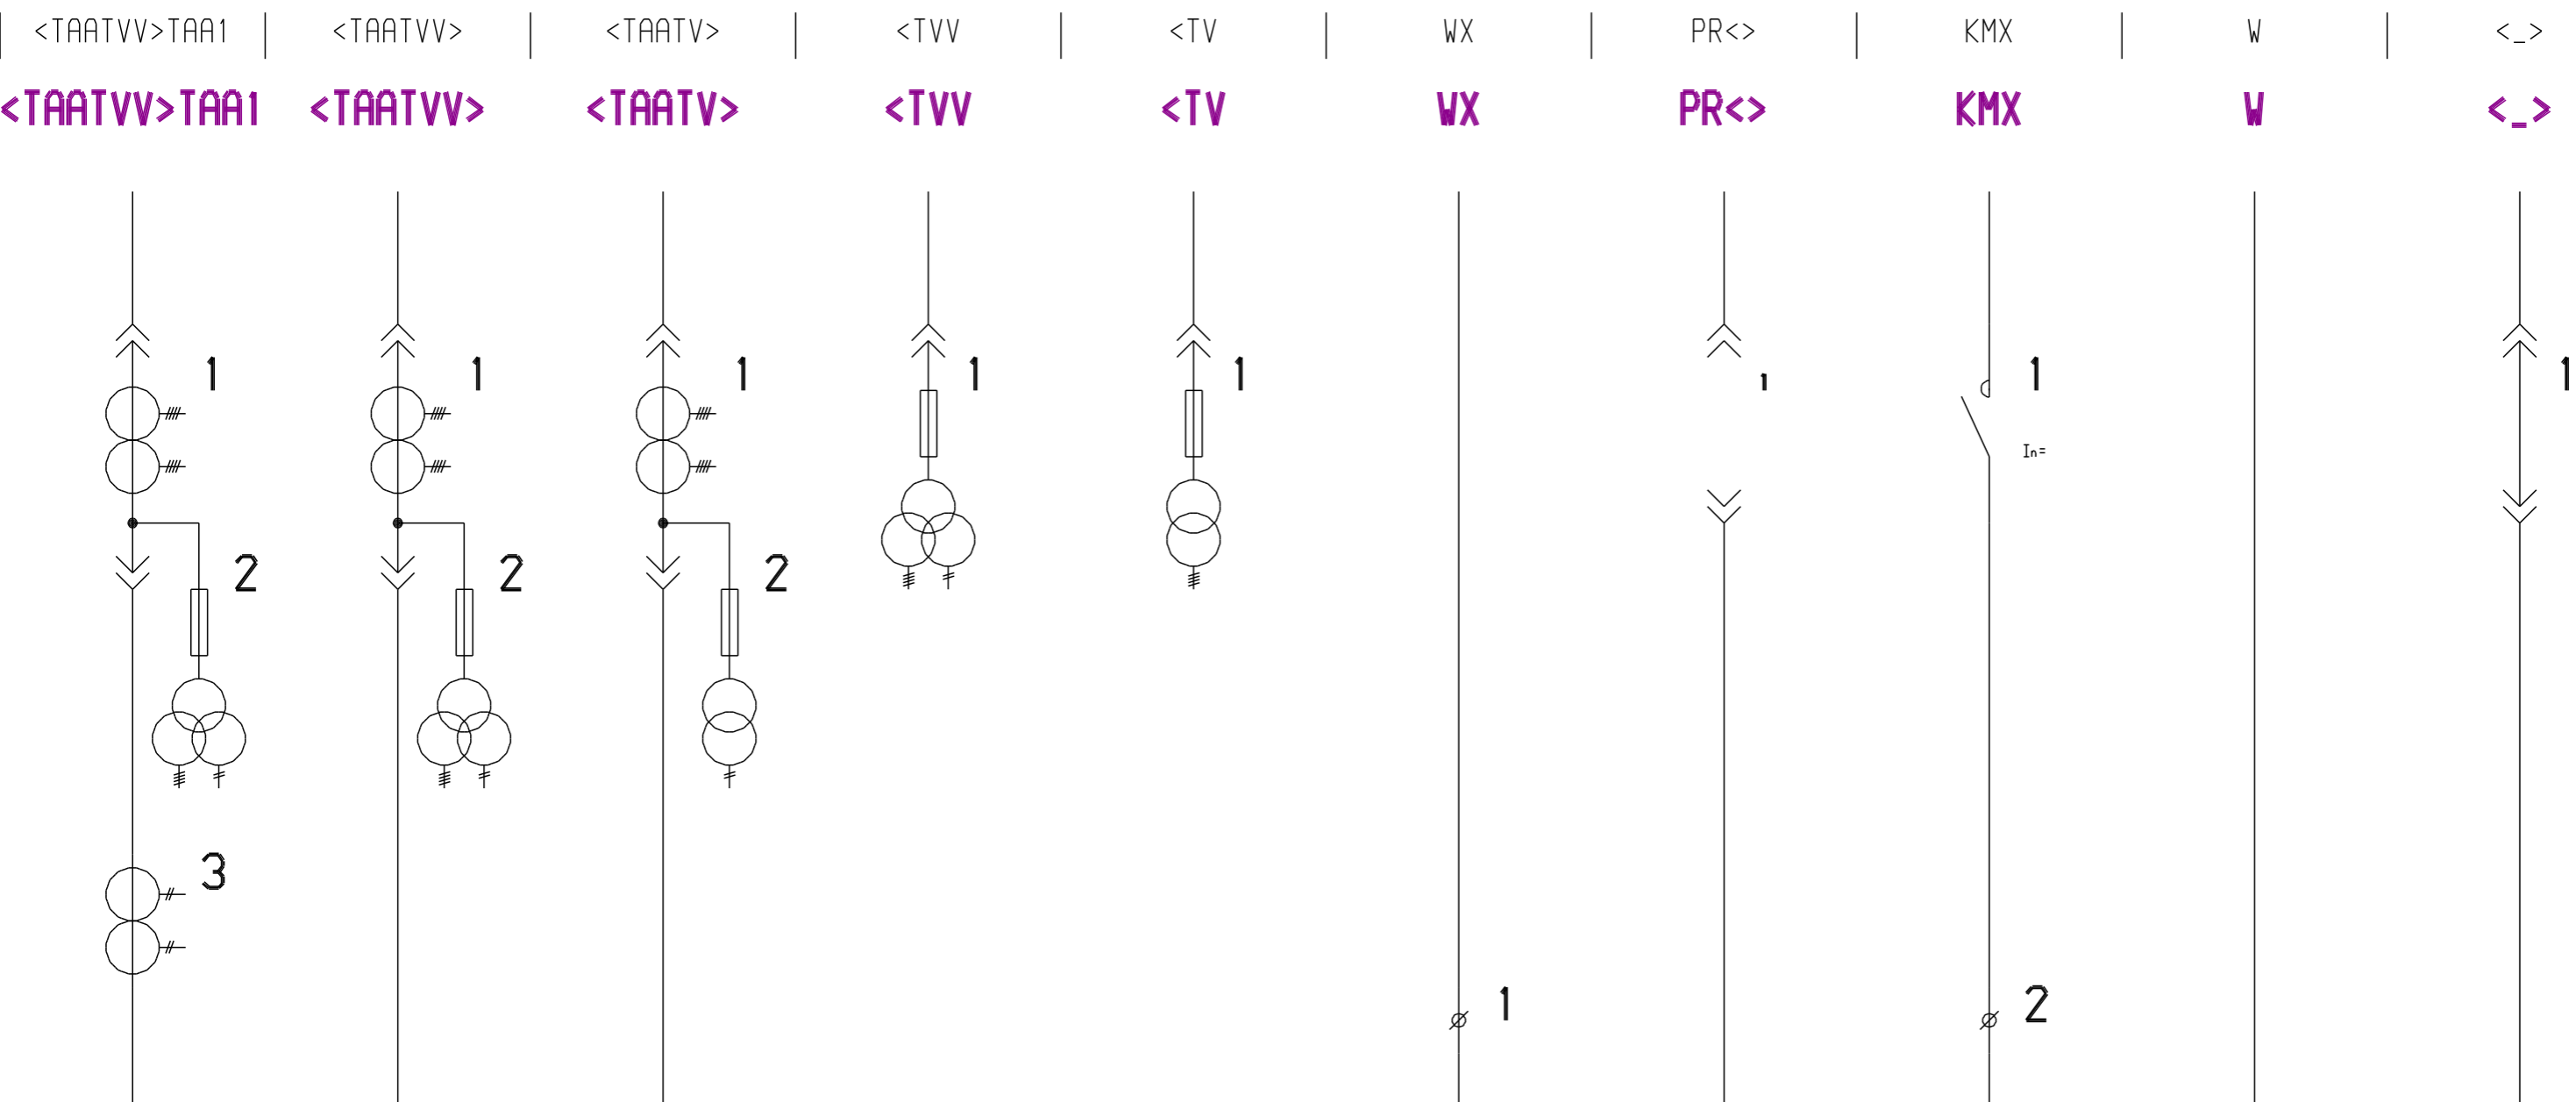 <TAATVV>TAA1 <TAATVV> <TAATV> <TVV <TV WX PR<> KMX W <_>
<TAATVV>TAA1 <TAATVV> <TAATV> <TVV <TV WX PR<> KMX W <_>
1 1 1 1 1 1 1 1
In=
2 2 2
3
1 2